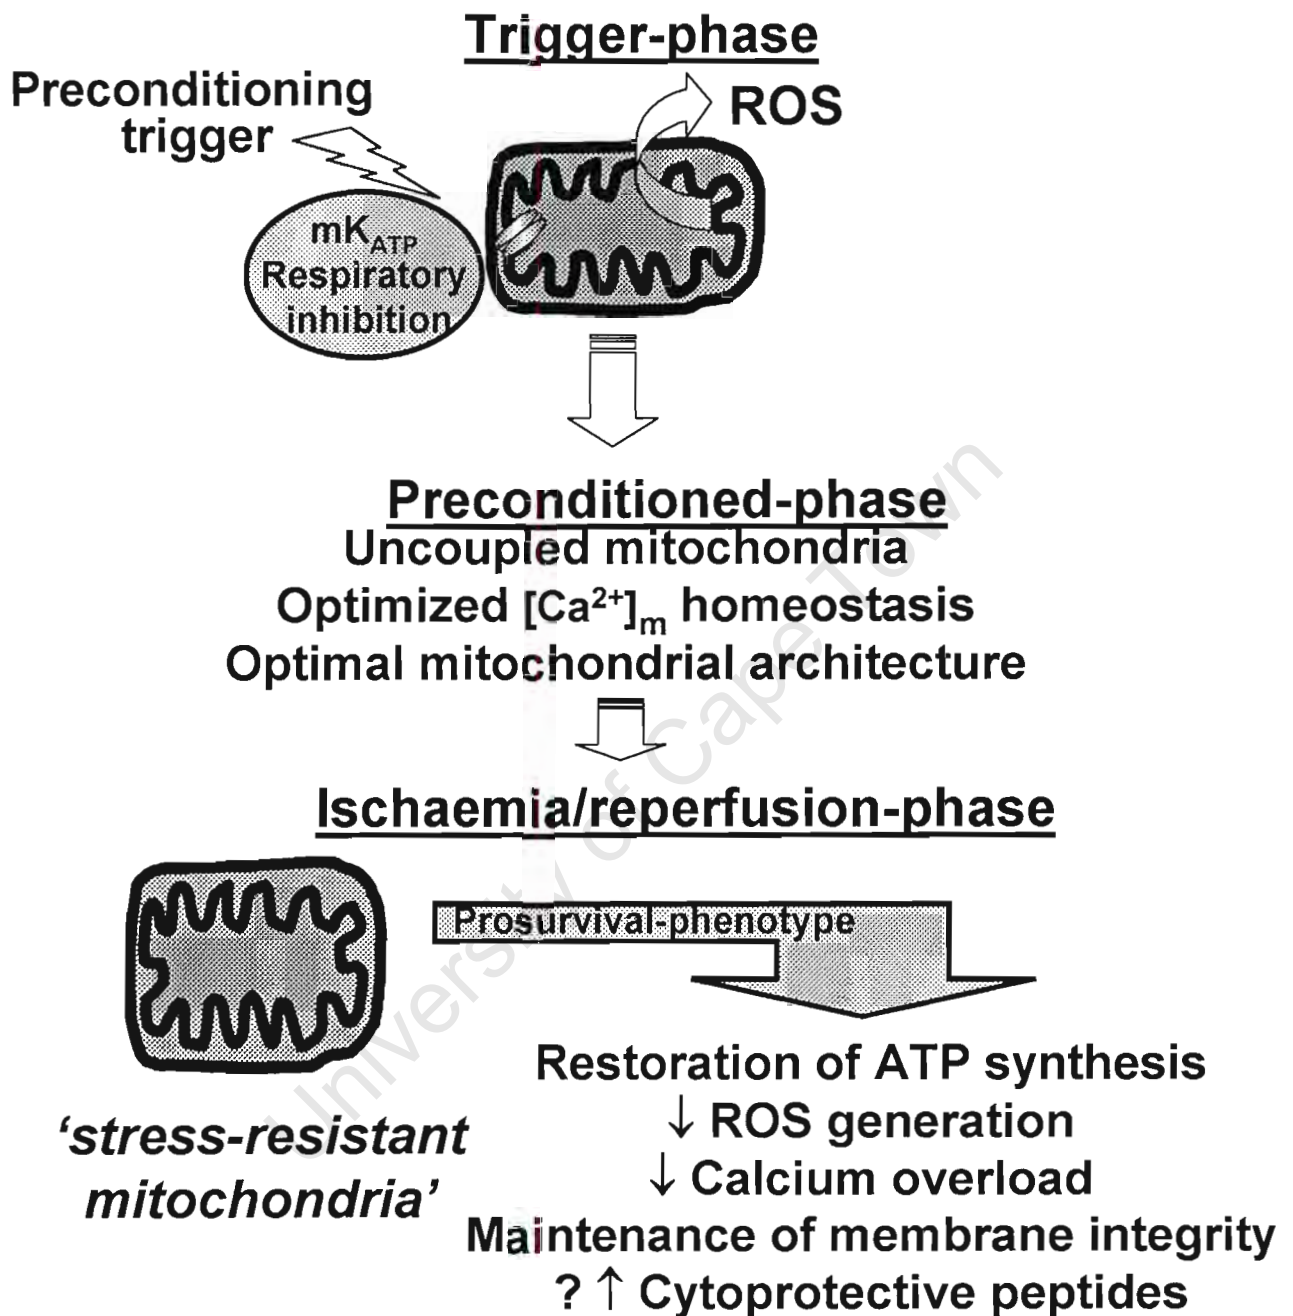 Trigger-phase
Preconditioning
trigger
ROS
mK_ATP
Respiratory
inhibition
Preconditioned-phase
Uncoupled mitochondria
Optimized [Ca²⁺]_m homeostasis
Optimal mitochondrial architecture
Ischaemia/reperfusion-phase
Prosurvival-phenotype
'stress-resistant
mitochondria'
Restoration of ATP synthesis
↓ ROS generation
↓ Calcium overload
Maintenance of membrane integrity
? ↑ Cytoprotective peptides
University of Cape Town